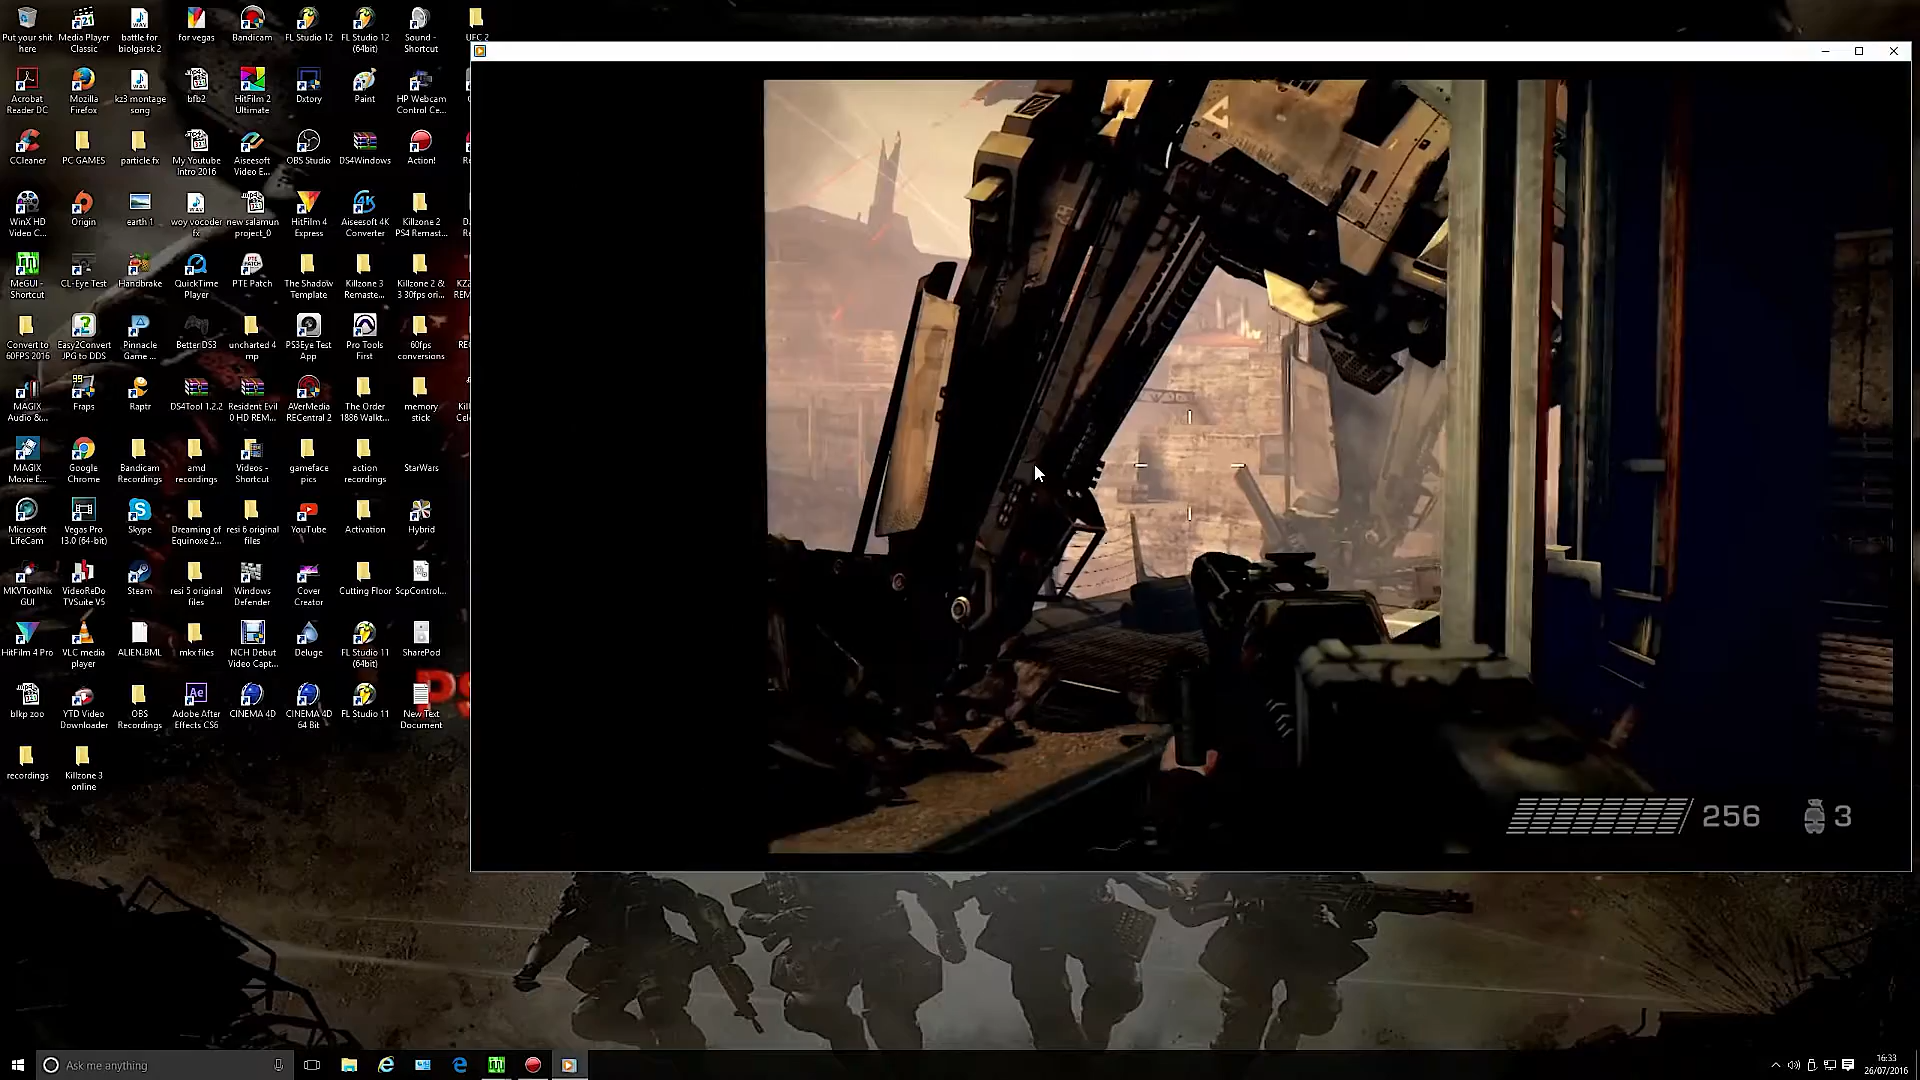 Put your shit here
Media Player Classic
battle for biolgarsk 2
for vegas
Bandicam
FL Studio 12
FL Studio 12 (64bit)
Sound - Shortcut
UFC 2
Acrobat Reader DC
Mozilla Firefox
kz3 montage song
bfb2
HitFilm 2 Ultimate
Dxtory
Paint
HP Webcam Control Ce...
CCleaner
PC GAMES
particle fx
My Youtube Intro 2016
Aiseesoft Video E...
OBS Studio
DS4Windows
Action!
WinX HD Video C...
Origin
earth 1
woy vocoder fx
new salamun project_0
HitFilm 4 Express
Aiseesoft 4K Converter
Killzone 2 PS4 Remast...
MeGUI - Shortcut
CL-Eye Test
Handbrake
QuickTime Player
PTE Patch
The Shadow Template
Killzone 3 Remaste...
Killzone 2 & 3 30fps ori...
Convert to 60FPS 2016
Easy2Convert JPG to DDS
Pinnacle Game ...
Better DS3
uncharted 4 mp
PS3Eye Test App
Pro Tools First
60fps conversions
MAGIX Audio &...
Fraps
Raptr
DS4Tool 1.2.2
Resident Evil 0 HD REM...
AVerMedia RECentral 2
The Order 1886 Walkt...
memory stick
MAGIX Movie E...
Google Chrome
Bandicam Recordings
amd recordings
Videos - Shortcut
gameface pics
action recordings
StarWars
Microsoft LifeCam
Vegas Pro 13.0 (64-bit)
Skype
Dreaming of Equinoxe 2...
resi 6 original files
YouTube
Activation
Hybrid
MKVToolNix GUI
VideoReDo TVSuite V5
Steam
resi 5 original files
Windows Defender
Cover Creator
Cutting Floor
ScpControl...
HitFilm 4 Pro
VLC media player
ALIEN.BML
mkx files
NCH Debut Video Capt...
Deluge
FL Studio 11 (64bit)
SharePod
blkp zoo
YTD Video Downloader
OBS Recordings
Adobe After Effects CS6
CINEMA 4D
CINEMA 4D 64 Bit
FL Studio 11
New Text Document
recordings
Killzone 3 online
256
3
Ask me anything
16:33
26/07/2016